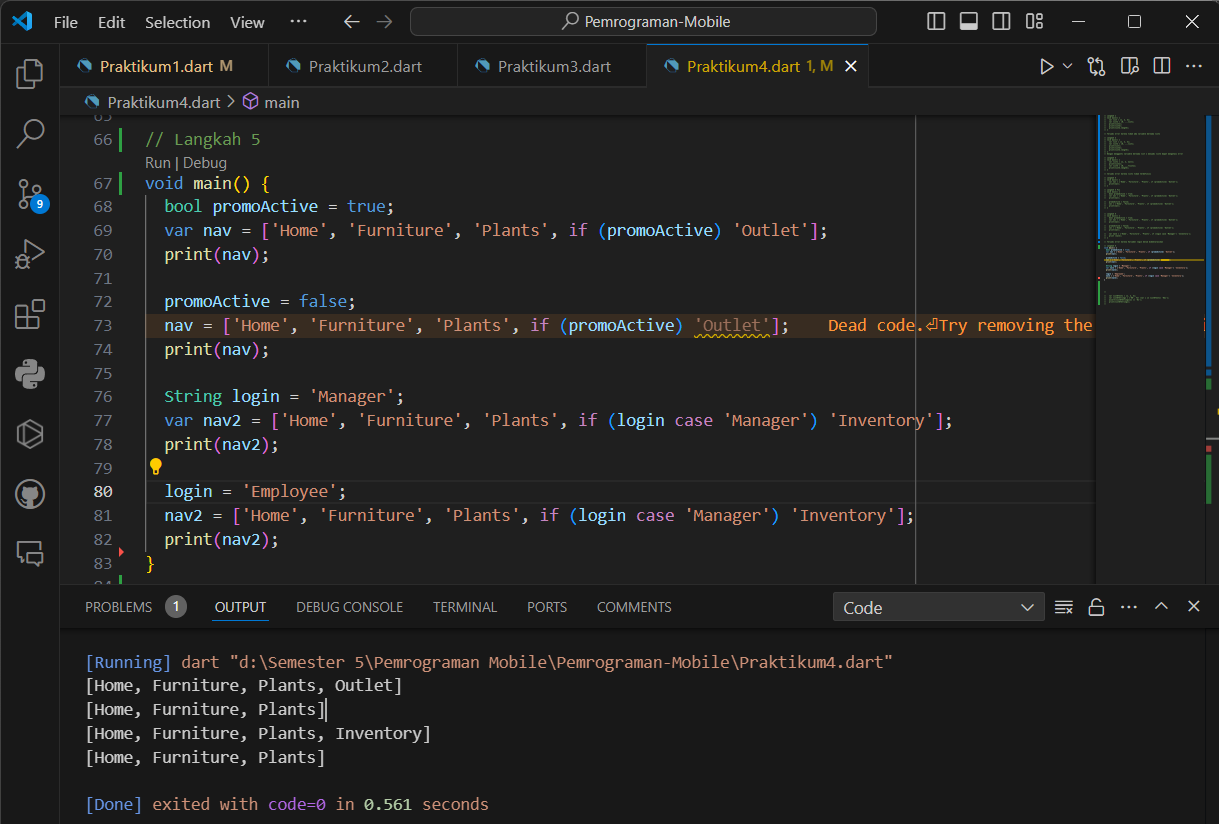 File Edit Selection View ··· Pemrograman-Mobile
Praktikum1.dart M Praktikum2.dart Praktikum3.dart Praktikum4.dart 1, M
Praktikum4.dart > main
65
66 // Langkah 5
Run | Debug
67 void main() {
68 bool promoActive = true;
69 var nav = ['Home', 'Furniture', 'Plants', if (promoActive) 'Outlet'];
70 print(nav);
71
72 promoActive = false;
73 nav = ['Home', 'Furniture', 'Plants', if (promoActive) 'Outlet']; Dead code.⏎Try removing the
74 print(nav);
75
76 String login = 'Manager';
77 var nav2 = ['Home', 'Furniture', 'Plants', if (login case 'Manager') 'Inventory'];
78 print(nav2);
79
80 login = 'Employee';
81 nav2 = ['Home', 'Furniture', 'Plants', if (login case 'Manager') 'Inventory'];
82 print(nav2);
83 }
84
9
PROBLEMS 1 OUTPUT DEBUG CONSOLE TERMINAL PORTS COMMENTS Code
[Running] dart "d:\Semester 5\Pemrograman Mobile\Pemrograman-Mobile\Praktikum4.dart"
[Home, Furniture, Plants, Outlet]
[Home, Furniture, Plants]
[Home, Furniture, Plants, Inventory]
[Home, Furniture, Plants]
[Done] exited with code=0 in 0.561 seconds